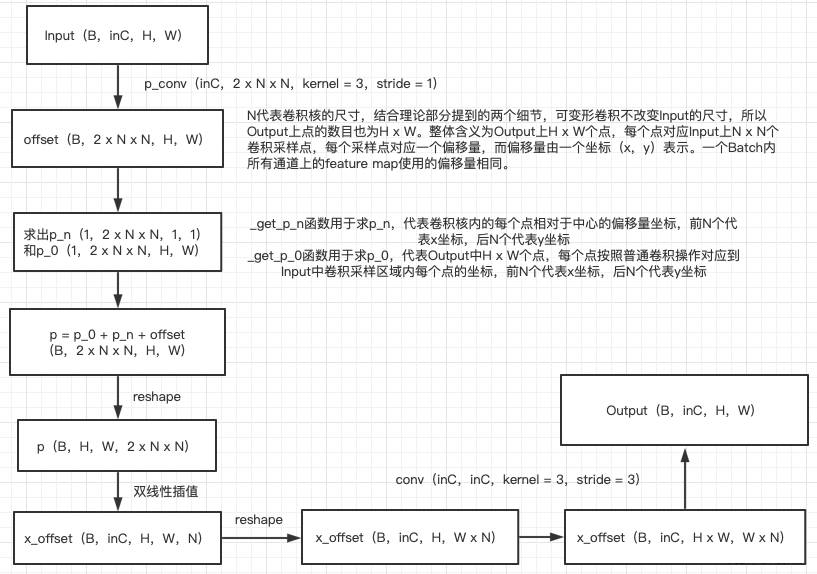 Input（B，inC，H，W）
p_conv（inC，2 x N x N，kernel = 3，stride = 1）
offset（B，2 x N x N，H，W）
N代表卷积核的尺寸，结合理论部分提到的两个细节，可变形卷积不改变Input的尺寸，所以
Output上点的数目也为H x W。整体含义为Output上H x W个点，每个点对应Input上N x N个
卷积采样点，每个采样点对应一个偏移量，而偏移量由一个坐标（x，y）表示。一个Batch内
所有通道上的feature map使用的偏移量相同。
求出p_n（1，2 x N x N，1，1）
和p_0（1，2 x N x N，H，W）
_get_p_n函数用于求p_n，代表卷积核内的每个点相对于中心的偏移量坐标，前N个代
表x坐标，后N个代表y坐标
_get_p_0函数用于求p_0，代表Output中H x W个点，每个点按照普通卷积操作对应到
Input中卷积采样区域内每个点的坐标，前N个代表x坐标，后N个代表y坐标
p = p_0 + p_n + offset
（B，2 x N x N，H，W）
reshape
p（B，H，W，2 x N x N）
双线性插值
x_offset（B，inC，H，W，N）
reshape
x_offset（B，inC，H，W x N）
x_offset（B，inC，H x W，W x N）
conv（inC，inC，kernel = 3，stride = 3）
Output（B，inC，H，W）